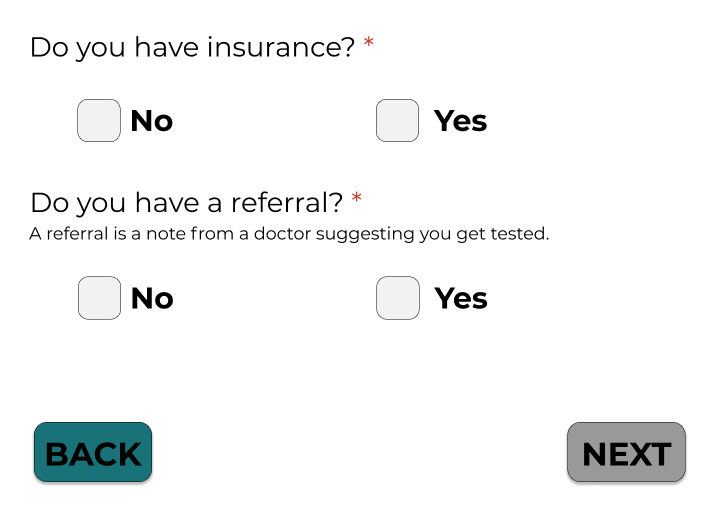 Do you have insurance? *
No Yes
Do you have a referral? *
A referral is a note from a doctor suggesting you get tested.
No Yes
BACK NEXT